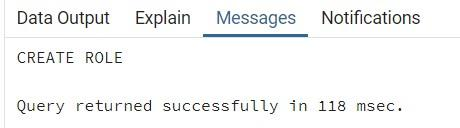 Data Output Explain Messages Notifications
CREATE ROLE
Query returned successfully in 118 msec.